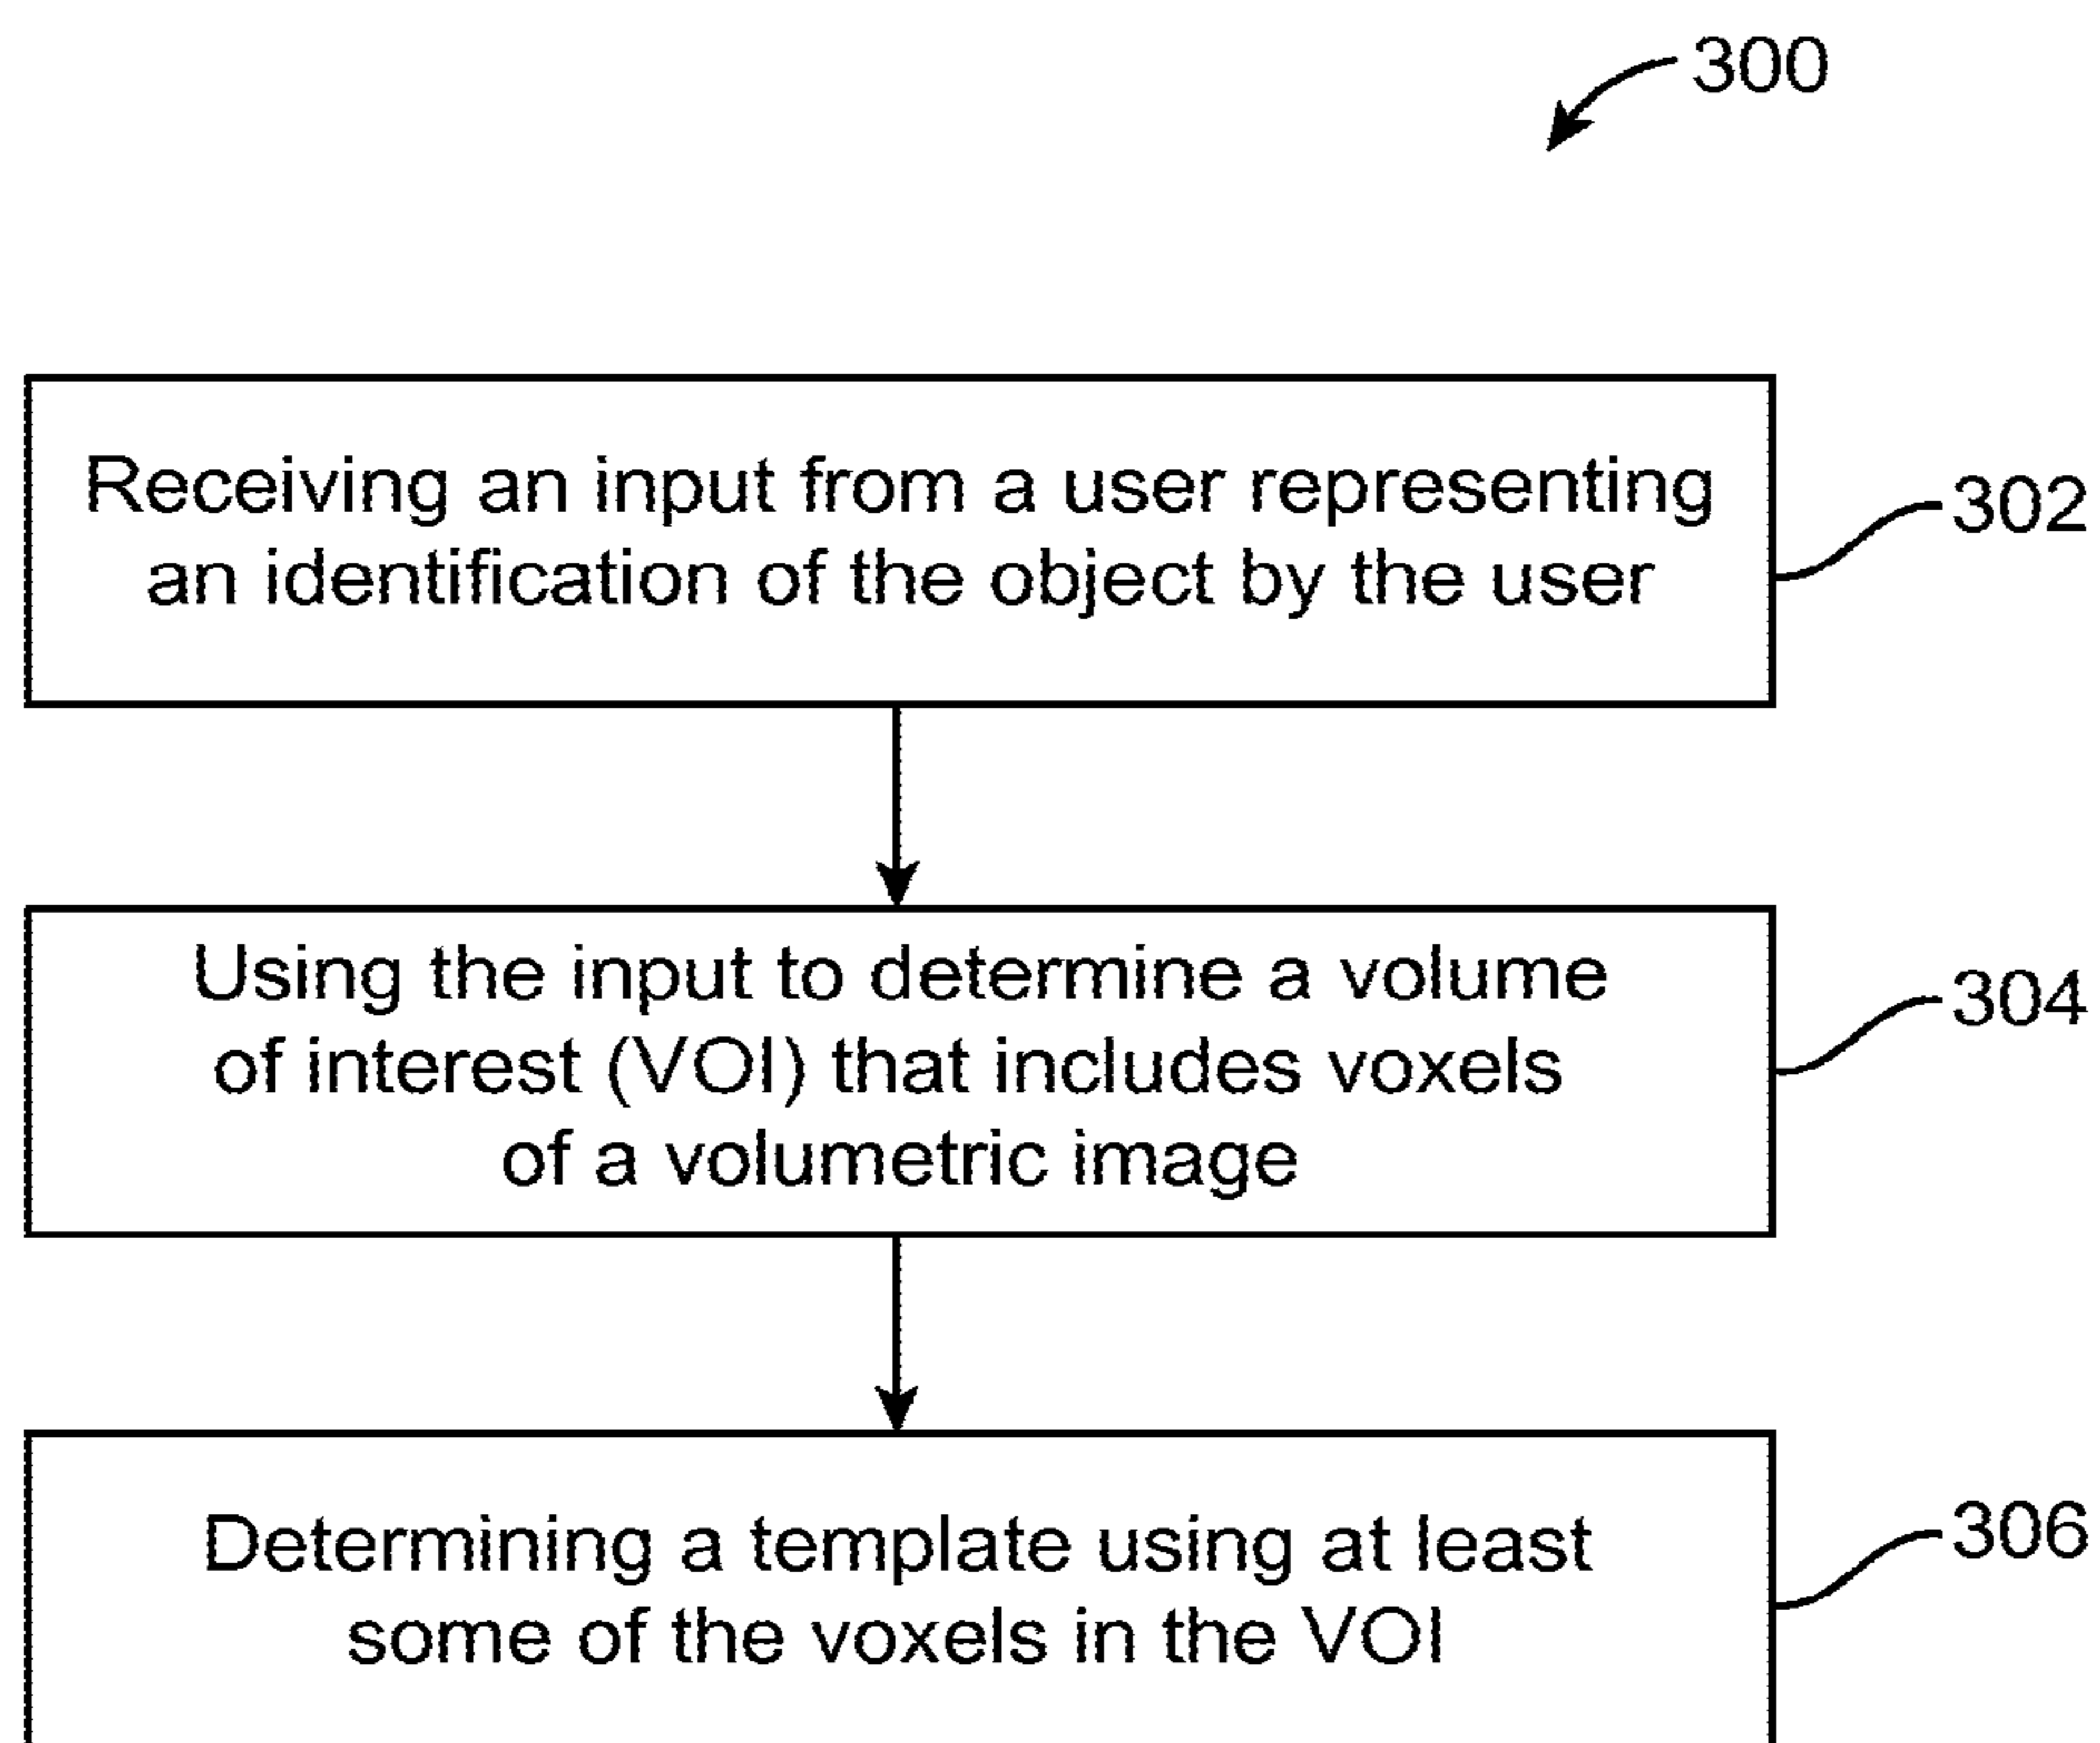 300
Receiving an input from a user representing
an identification of the object by the user
302
Using the input to determine a volume
of interest (VOI) that includes voxels
of a volumetric image
304
Determining a template using at least
some of the voxels in the VOI
306